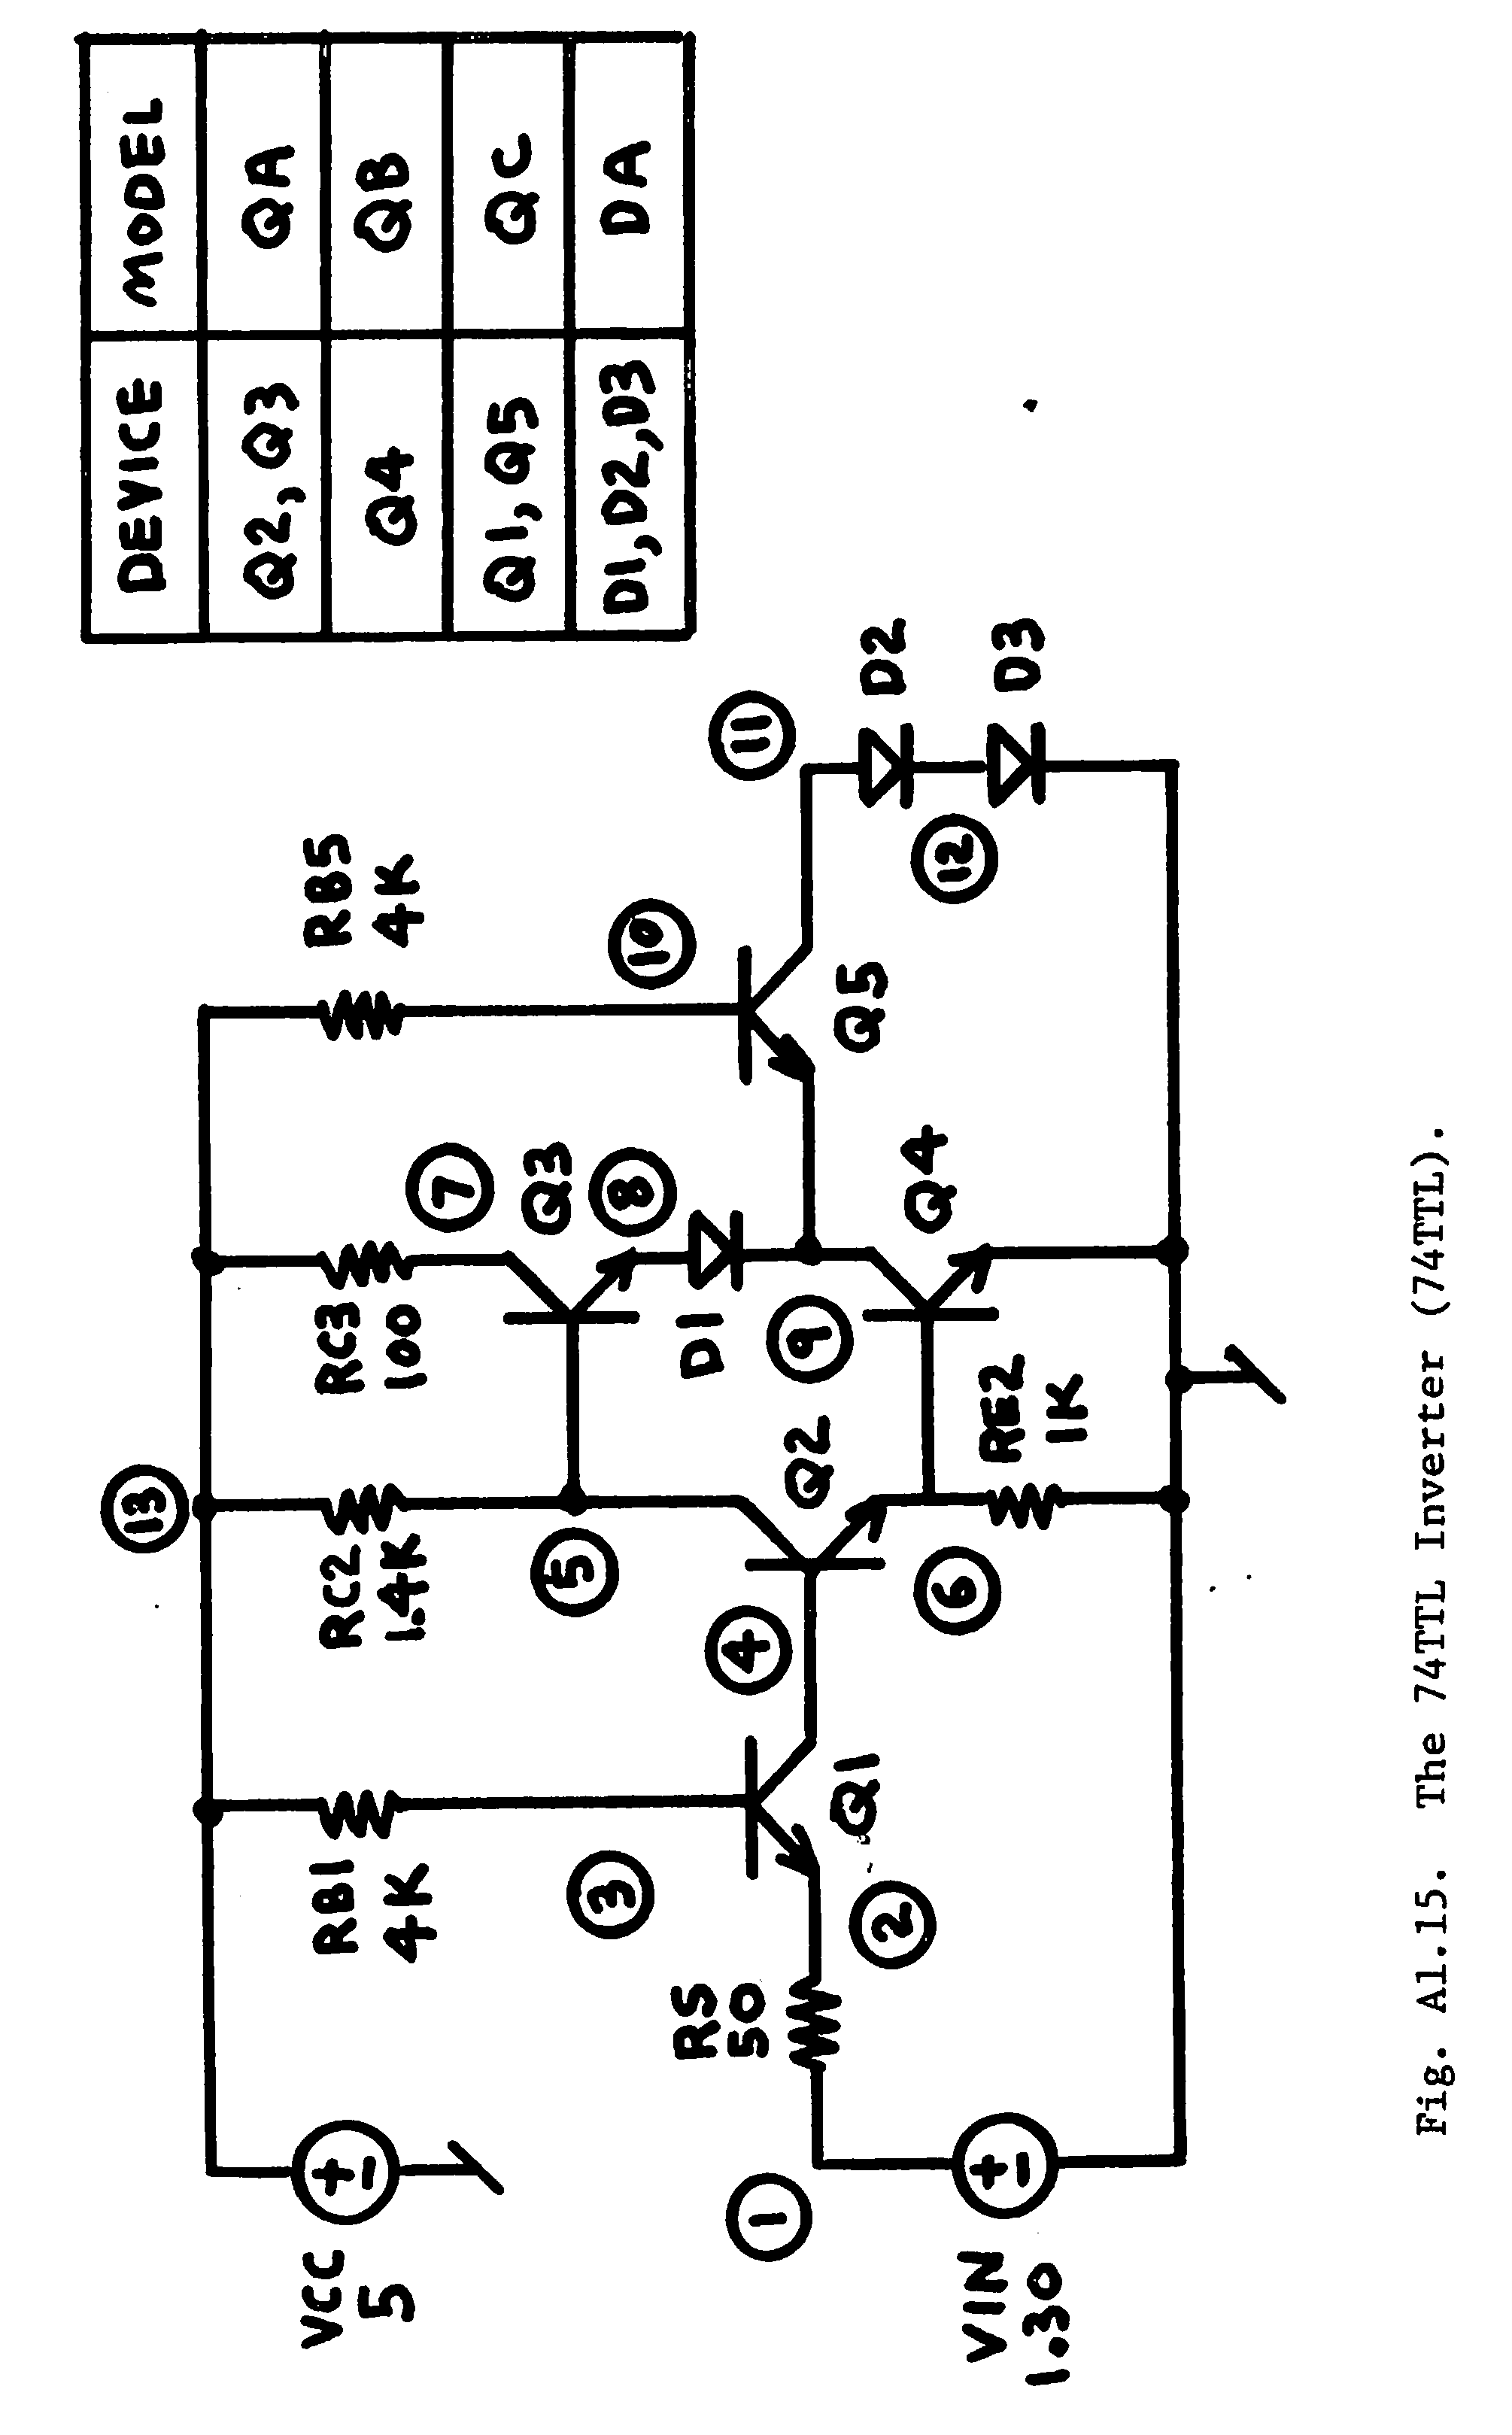 DEVICE MODEL
Q2, Q3 QA
Q4 QB
Q1, Q5 QC
D1, D2, D3 DA
13
RB1
4K
RC2
1.4K
RC3
100
RB5
4K
VCC
5
7
Q3
8
D1
5
3
4
Q2
9
10
11
RS
50
1
2
Q1
6
RE2
1K
Q4
Q5
12
D2
D3
VIN
1.30
Fig. A1.15. The 74TTL Inverter (74TTL).